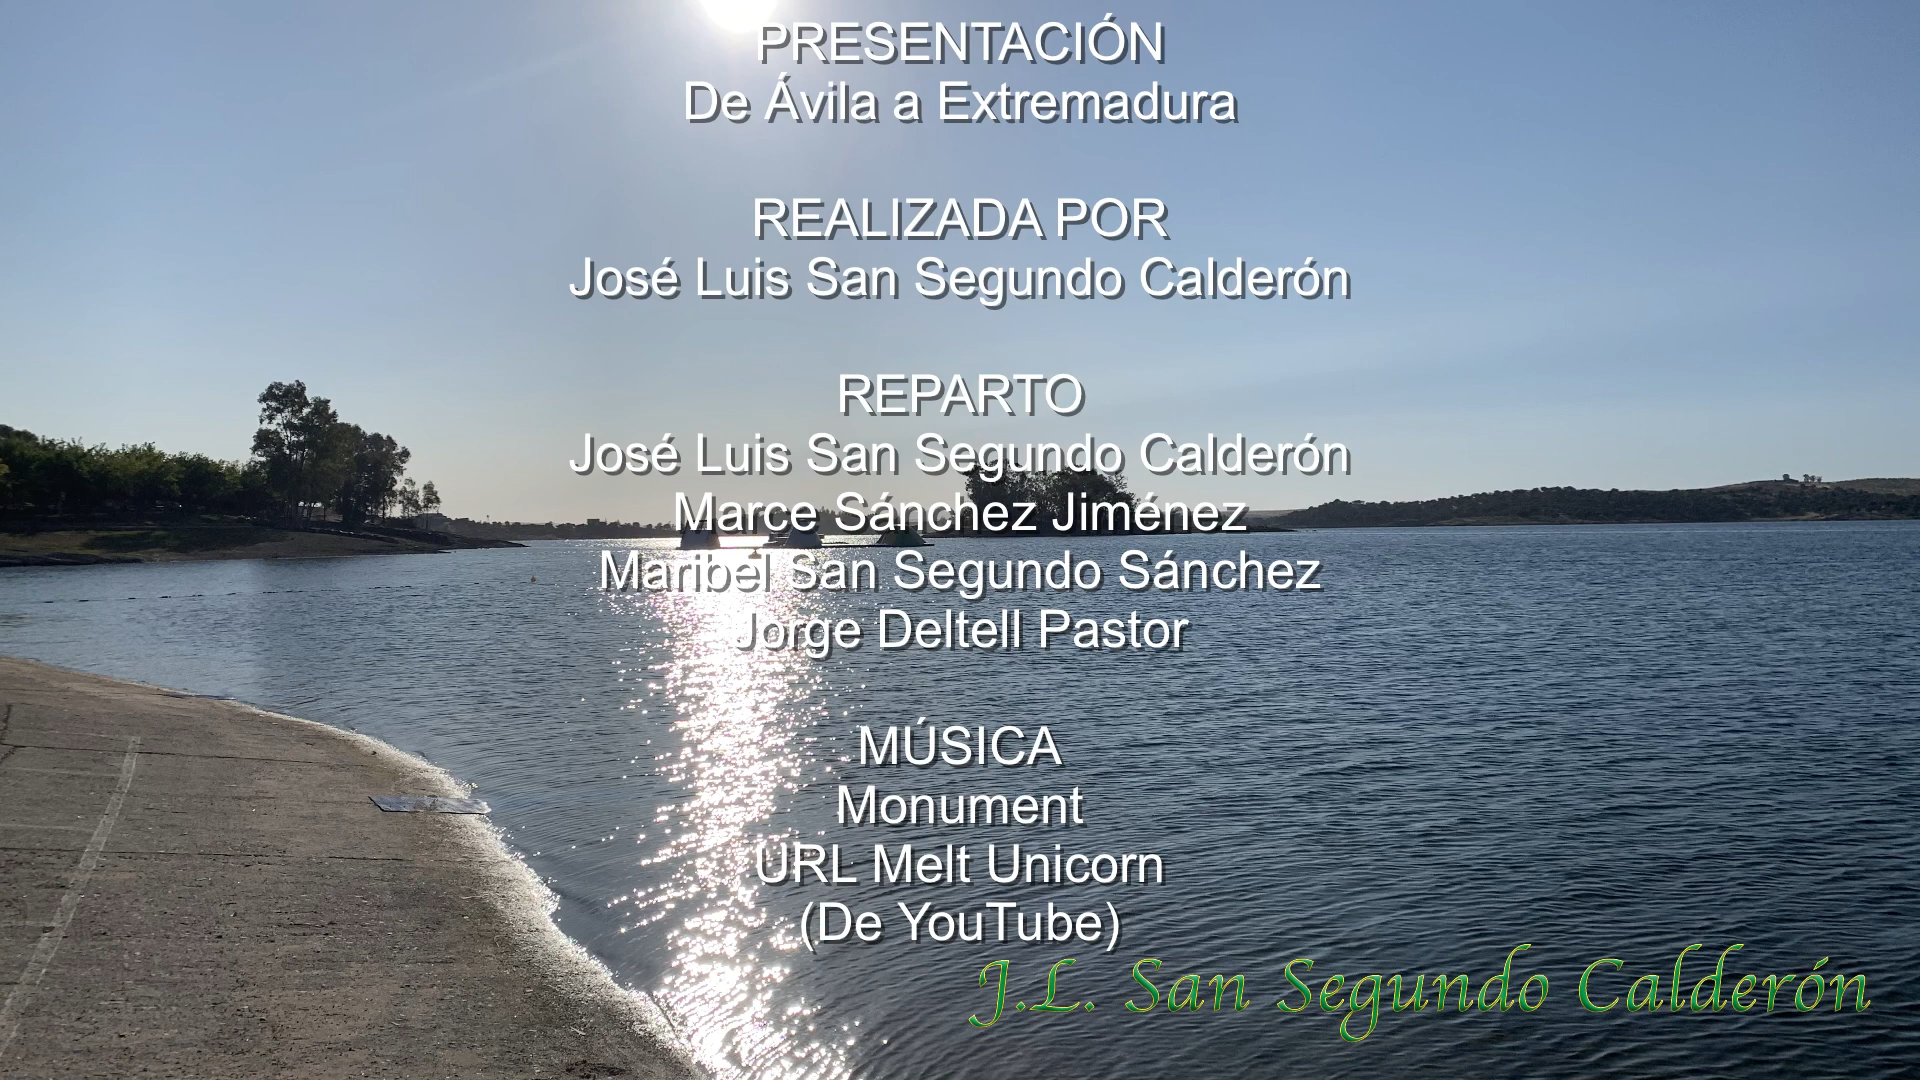 PRESENTACIÓN
De Ávila a Extremadura
REALIZADA POR
José Luis San Segundo Calderón
REPARTO
José Luis San Segundo Calderón
Marce Sánchez Jiménez
Maribel San Segundo Sánchez
Jorge Deltell Pastor
MÚSICA
Monument
URL Melt Unicorn
(De YouTube)
J.L. San Segundo Calderón